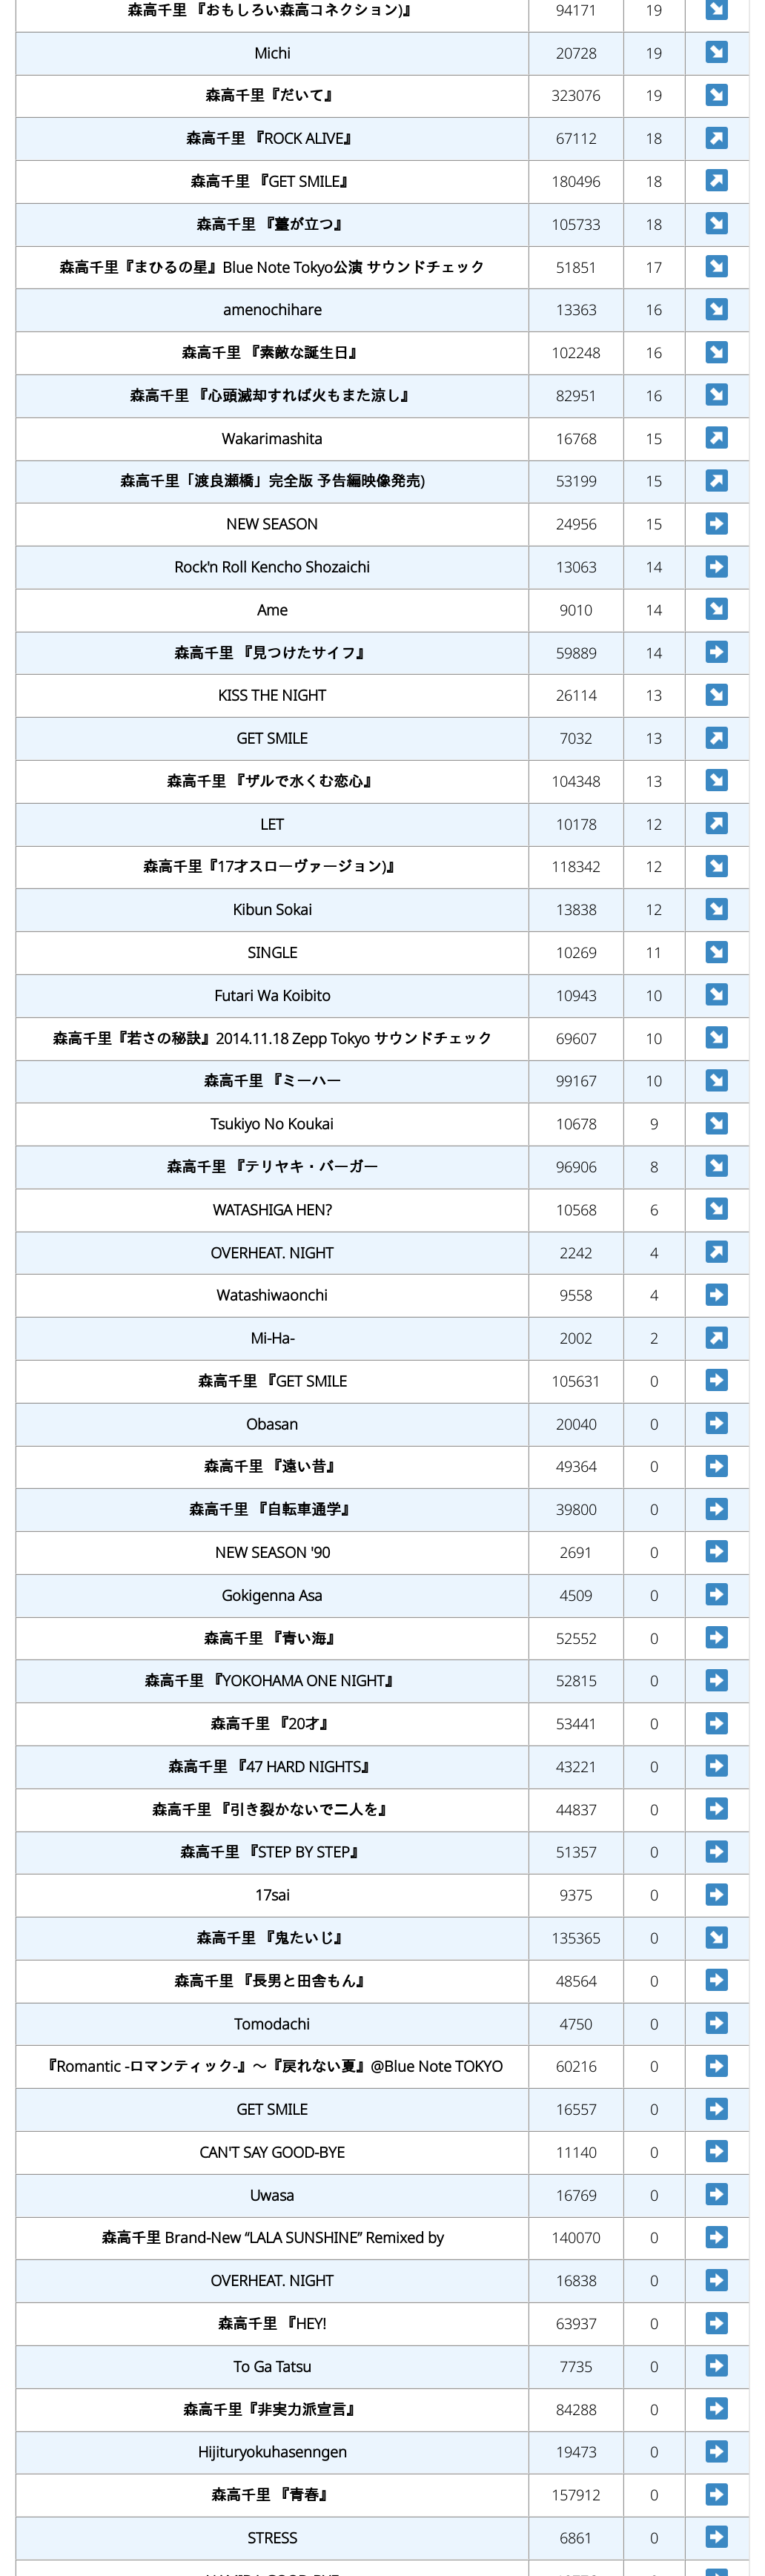 森高千里 『おもしろい森高コネクション)』 94171 19
Michi 20728 19
森高千里『だいて』 323076 19
森高千里 『ROCK ALIVE』 67112 18
森高千里 『GET SMILE』 180496 18
森高千里 『薹が立つ』 105733 18
森高千里『まひるの星』Blue Note Tokyo公演 サウンドチェック 51851 17
amenochihare 13363 16
森高千里 『素敵な誕生日』 102248 16
森高千里 『心頭滅却すれば火もまた涼し』 82951 16
Wakarimashita 16768 15
森高千里「渡良瀬橋」完全版 予告編映像発売) 53199 15
NEW SEASON 24956 15
Rock'n Roll Kencho Shozaichi 13063 14
Ame 9010 14
森高千里 『見つけたサイフ』 59889 14
KISS THE NIGHT 26114 13
GET SMILE 7032 13
森高千里 『ザルで水くむ恋心』 104348 13
LET 10178 12
森高千里『17才スローヴァージョン)』 118342 12
Kibun Sokai 13838 12
SINGLE 10269 11
Futari Wa Koibito 10943 10
森高千里『若さの秘訣』2014.11.18 Zepp Tokyo サウンドチェック 69607 10
森高千里 『ミーハー 99167 10
Tsukiyo No Koukai 10678 9
森高千里 『テリヤキ・バーガー 96906 8
WATASHIGA HEN? 10568 6
OVERHEAT. NIGHT 2242 4
Watashiwaonchi 9558 4
Mi-Ha- 2002 2
森高千里 『GET SMILE 105631 0
Obasan 20040 0
森高千里 『遠い昔』 49364 0
森高千里 『自転車通学』 39800 0
NEW SEASON '90 2691 0
Gokigenna Asa 4509 0
森高千里 『青い海』 52552 0
森高千里 『YOKOHAMA ONE NIGHT』 52815 0
森高千里 『20才』 53441 0
森高千里 『47 HARD NIGHTS』 43221 0
森高千里 『引き裂かないで二人を』 44837 0
森高千里 『STEP BY STEP』 51357 0
17sai 9375 0
森高千里 『鬼たいじ』 135365 0
森高千里 『長男と田舎もん』 48564 0
Tomodachi 4750 0
『Romantic -ロマンティック-』～『戻れない夏』@Blue Note TOKYO 60216 0
GET SMILE 16557 0
CAN'T SAY GOOD-BYE 11140 0
Uwasa 16769 0
森高千里 Brand-New “LALA SUNSHINE” Remixed by 140070 0
OVERHEAT. NIGHT 16838 0
森高千里 『HEY! 63937 0
To Ga Tatsu 7735 0
森高千里『非実力派宣言』 84288 0
Hijituryokuhasenngen 19473 0
森高千里 『青春』 157912 0
STRESS 6861 0